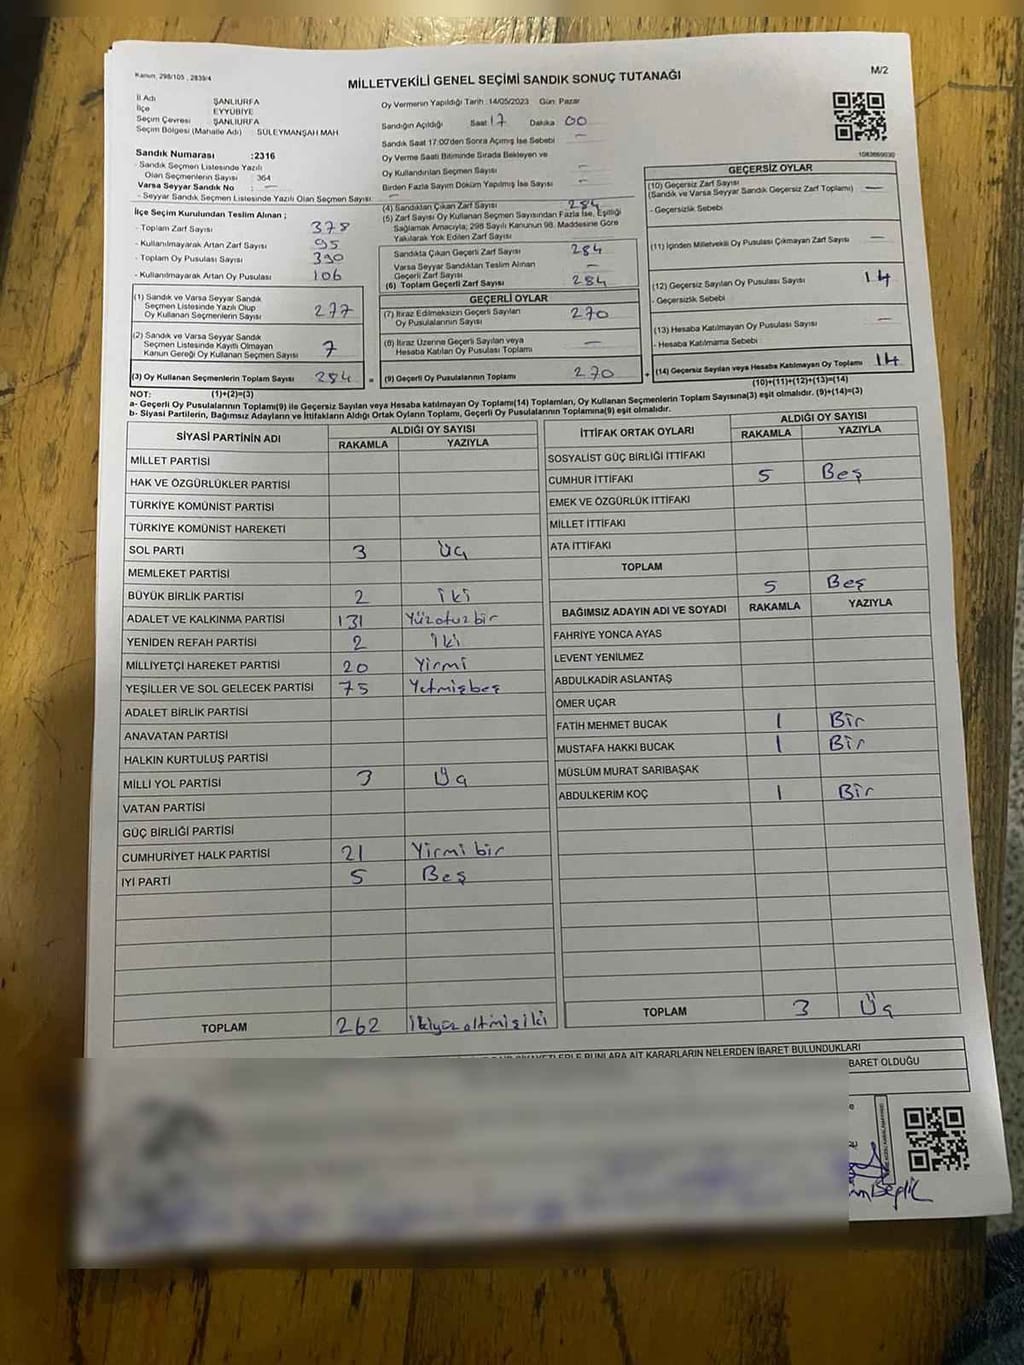 Kanun, 298/105 , 2839/4
MİLLETVEKİLİ GENEL SEÇİMİ SANDIK SONUÇ TUTANAĞI
M/2
İl Adı ŞANLIURFA
İlçe EYYÜBİYE
Seçim Çevresi ŞANLIURFA
Seçim Bölgesi (Mahalle Adı) SÜLEYMANŞAH MAH
Sandık Numarası :2316
- Sandık Seçmen Listesinde Yazılı
Olan Seçmenlerin Sayısı : 364
Varsa Seyyar Sandık No : —
- Seyyar Sandık Seçmen Listesinde Yazılı Olan Seçmen Sayısı: —
İlçe Seçim Kurulundan Teslim Alınan ;
- Toplam Zarf Sayısı 378
- Kullanılmayarak Artan Zarf Sayısı 95
- Toplam Oy Pusulası Sayısı 390
- Kullanılmayarak Artan Oy Pusulası 106
(1) Sandık ve Varsa Seyyar Sandık
Seçmen Listesinde Yazılı Olup
Oy Kullanan Seçmenlerin Sayısı 277
(2) Sandık ve Varsa Seyyar Sandık
Seçmen Listesinde Kayıtlı Olmayan
Kanun Gereği Oy Kullanan Seçmen Sayısı 7
(3) Oy Kullanan Seçmenlerin Toplam Sayısı 284 =
Oy Vermenin Yapıldığı Tarih :14/05/2023 Gün: Pazar
Sandığın Açıldığı Saat 17 Dakika 00
Sandık Saat 17:00'den Sonra Açımış İse Sebebi —
Oy Verme Saati Bitiminde Sırada Bekleyen ve
Oy Kullandırılan Seçmen Sayısı —
Birden Fazla Sayım Döküm Yapılmış İse Sayısı —
(4) Sandıktan Çıkan Zarf Sayısı 284
(5) Zarf Sayısı Oy Kullanan Seçmen Sayısından Fazla İse, Eşitliği
Sağlamak Amacıyla; 298 Sayılı Kanunun 98. Maddesine Göre
Yakılarak Yok Edilen Zarf Sayısı
Sandıkta Çıkan Geçerli Zarf Sayısı 284
Varsa Seyyar Sandıktan Teslim Alınan
Geçerli Zarf Sayısı —
(6) Toplam Geçerli Zarf Sayısı 284
GEÇERLİ OYLAR
(7) İtiraz Edilmeksizin Geçerli Sayılan
Oy Pusulalarının Sayısı 270
(8) İtiraz Üzerine Geçerli Sayılan veya
Hesaba Katılan Oy Pusulası Toplamı —
(9) Geçerli Oy Pusulalarının Toplamı 270 +
GEÇERSİZ OYLAR
(10) Geçersiz Zarf Sayısı —
(Sandık ve Varsa Seyyar Sandık Geçersiz Zarf Toplamı)
- Geçersizlik Sebebi
(11) İçinden Milletvekili Oy Pusulası Çıkmayan Zarf Sayısı —
(12) Geçersiz Sayılan Oy Pusulası Sayısı 14
- Geçersizlik Sebebi
(13) Hesaba Katılmayan Oy Pusulası Sayısı —
- Hesaba Katılmama Sebebi
(14) Geçersiz Sayılan veya Hesaba Katılmayan Oy Toplamı 14
NOT: (1)+(2)=(3) (10)+(11)+(12)+(13)=(14)
a- Geçerli Oy Pusulalarının Toplamı(9) ile Geçersiz Sayılan veya Hesaba katılmayan Oy Toplamı(14) Toplamları, Oy Kullanan Seçmenlerin Toplam Sayısına(3) eşit olmalıdır. (9)+(14)=(3)
b- Siyasi Partilerin, Bağımsız Adayların ve İttifakların Aldığı Ortak Oyların Toplamı, Geçerli Oy Pusulalarının Toplamına(9) eşit olmalıdır.
SİYASİ PARTİNİN ADI ALDIĞI OY SAYISI
RAKAMLA YAZIYLA
MİLLET PARTİSİ
HAK VE ÖZGÜRLÜKLER PARTİSİ
TÜRKİYE KOMÜNİST PARTİSİ
TÜRKİYE KOMÜNİST HAREKETİ
SOL PARTİ 3 Üç
MEMLEKET PARTİSİ
BÜYÜK BİRLİK PARTİSİ 2 iki
ADALET VE KALKINMA PARTİSİ 131 Yüzotuzbir
YENİDEN REFAH PARTİSİ 2 İki
MİLLİYETÇİ HAREKET PARTİSİ 20 Yirmi
YEŞİLLER VE SOL GELECEK PARTİSİ 75 Yetmişbeş
ADALET BİRLİK PARTİSİ
ANAVATAN PARTİSİ
HALKIN KURTULUŞ PARTİSİ
MİLLİ YOL PARTİSİ 3 Üç
VATAN PARTİSİ
GÜÇ BİRLİĞİ PARTİSİ
CUMHURİYET HALK PARTİSİ 21 Yirmi bir
İYİ PARTİ 5 Beş
TOPLAM 262 İkiyüzaltmışiki
İTTİFAK ORTAK OYLARI ALDIĞI OY SAYISI
RAKAMLA YAZIYLA
SOSYALİST GÜÇ BİRLİĞİ İTTİFAKI
CUMHUR İTTİFAKI 5 Beş
EMEK VE ÖZGÜRLÜK İTTİFAKI
MİLLET İTTİFAKI
ATA İTTİFAKI
TOPLAM 5 Beş
BAĞIMSIZ ADAYIN ADI VE SOYADI RAKAMLA YAZIYLA
FAHRİYE YONCA AYAS
LEVENT YENİLMEZ
ABDULKADİR ASLANTAŞ
ÖMER UÇAR
FATİH MEHMET BUCAK 1 Bir
MUSTAFA HAKKI BUCAK 1 Bir
MÜSLÜM MURAT SARIBAŞAK
ABDULKERİM KOÇ 1 Bir
TOPLAM 3 Üç
BUNLARA AİT KARARLARIN NELERDEN İBARET BULUNDUKLARI
BARET OLDUĞU